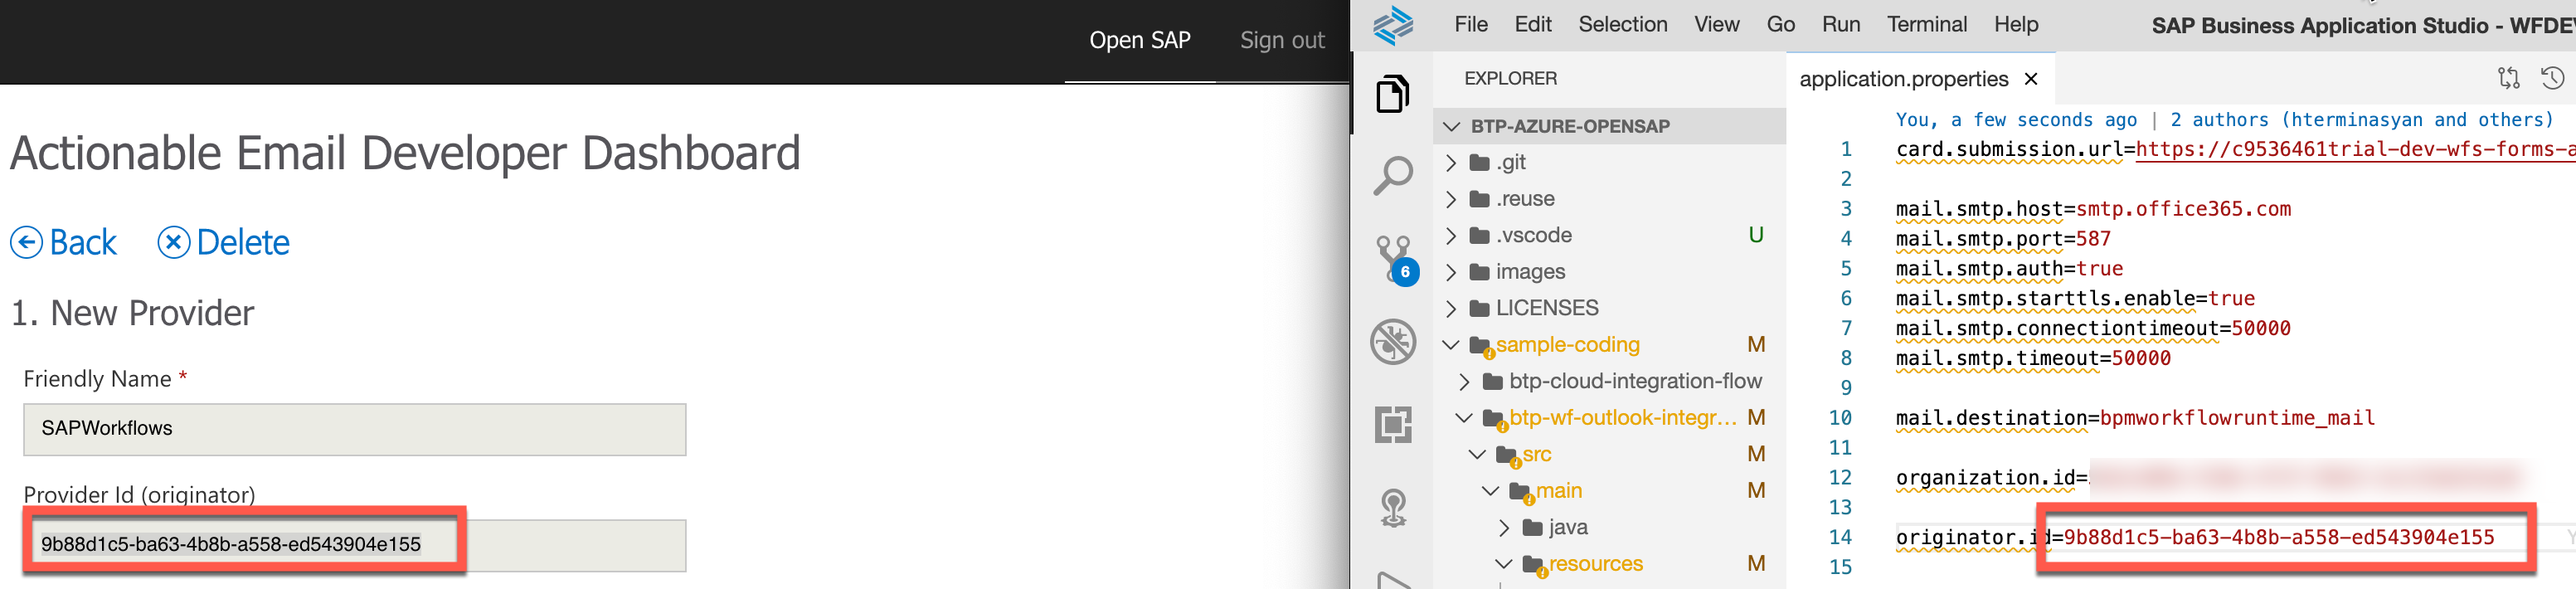 Open SAP
Sign out
Actionable Email Developer Dashboard
Back
Delete
1. New Provider
Friendly Name *
SAPWorkflows
Provider Id (originator)
9b88d1c5-ba63-4b8b-a558-ed543904e155
File Edit Selection View Go Run Terminal Help
SAP Business Application Studio - WFDE
EXPLORER
BTP-AZURE-OPENSAP
.git
.reuse
.vscode U
images
LICENSES
sample-coding M
btp-cloud-integration-flow
btp-wf-outlook-integr... M
src M
main M
java
resources M
6
application.properties
You, a few seconds ago | 2 authors (hterminasyan and others)
1 card.submission.url=https://c9536461trial-dev-wfs-forms-a
2
3 mail.smtp.host=smtp.office365.com
4 mail.smtp.port=587
5 mail.smtp.auth=true
6 mail.smtp.starttls.enable=true
7 mail.smtp.connectiontimeout=50000
8 mail.smtp.timeout=50000
9
10 mail.destination=bpmworkflowruntime_mail
11
12 organization.id=
13
14 originator.id=9b88d1c5-ba63-4b8b-a558-ed543904e155
15